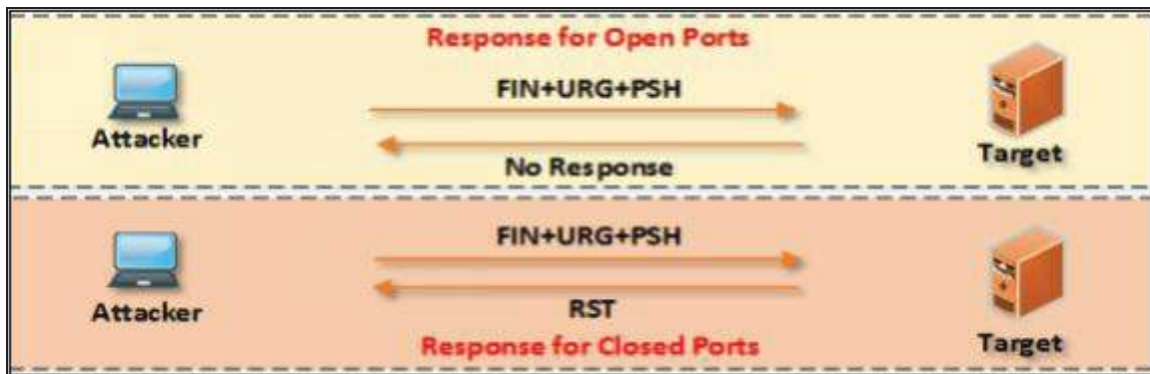 Response for Open Ports
FIN+URG+PSH
Attacker
No Response
Target
FIN+URG+PSH
Attacker
RST
Response for Closed Ports
Target